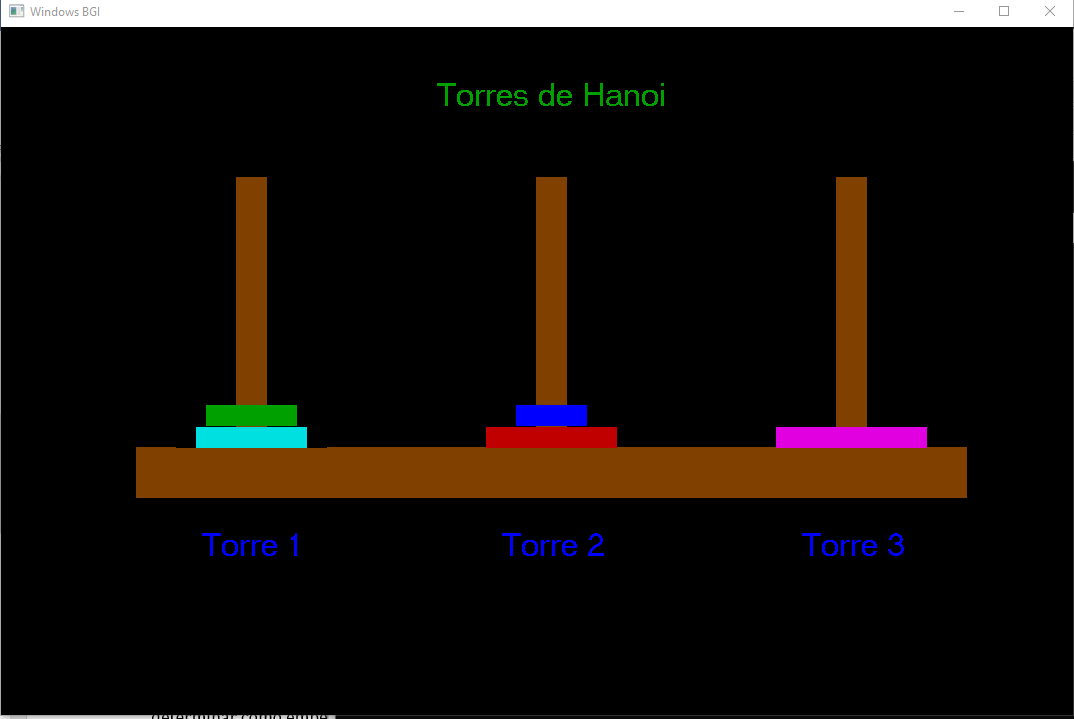 Windows BGI
Torres de Hanoi
Torre 1
Torre 2
Torre 3